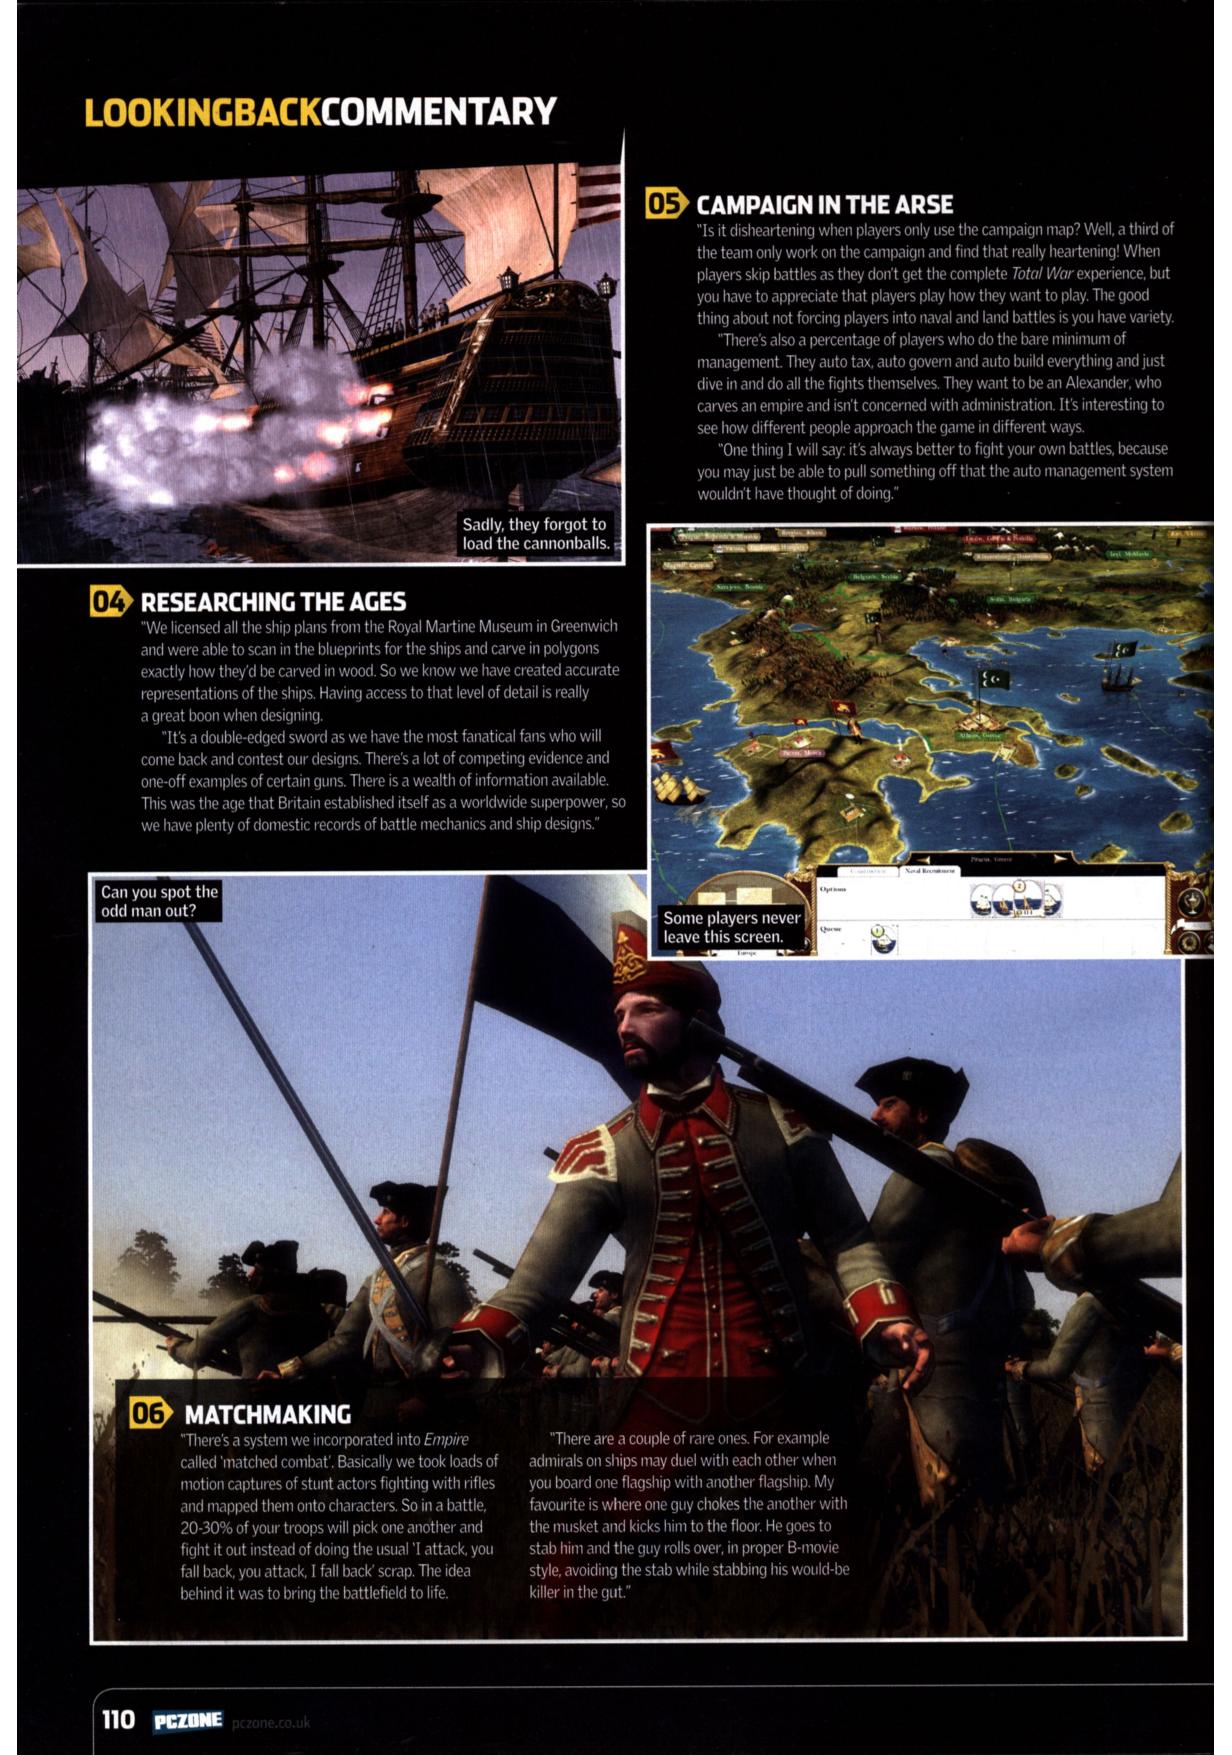 LOOKINGBACKCOMMENTARY
Sadly, they forgot to
load the cannonballs.
04 RESEARCHING THE AGES
"We licensed all the ship plans from the Royal Martine Museum in Greenwich
and were able to scan in the blueprints for the ships and carve in polygons
exactly how they'd be carved in wood. So we know we have created accurate
representations of the ships. Having access to that level of detail is really
a great boon when designing.
"It's a double-edged sword as we have the most fanatical fans who will
come back and contest our designs. There's a lot of competing evidence and
one-off examples of certain guns. There is a wealth of information available.
This was the age that Britain established itself as a worldwide superpower, so
we have plenty of domestic records of battle mechanics and ship designs."
05 CAMPAIGN IN THE ARSE
"Is it disheartening when players only use the campaign map? Well, a third of
the team only work on the campaign and find that really heartening! When
players skip battles as they don't get the complete Total War experience, but
you have to appreciate that players play how they want to play. The good
thing about not forcing players into naval and land battles is you have variety.
"There's also a percentage of players who do the bare minimum of
management. They auto tax, auto govern and auto build everything and just
dive in and do all the fights themselves. They want to be an Alexander, who
carves an empire and isn't concerned with administration. It's interesting to
see how different people approach the game in different ways.
"One thing I will say: it's always better to fight your own battles, because
you may just be able to pull something off that the auto management system
wouldn't have thought of doing."
Belgrade, Serbia
Sarajevo, Bosnia
Sofia, Bulgaria
Athens, Greece
Patras, Morea
Piraeus, Greece
Construction
Naval Recruitment
Options
Queue
Europe
Some players never
leave this screen.
Can you spot the
odd man out?
06 MATCHMAKING
"There's a system we incorporated into Empire
called 'matched combat'. Basically we took loads of
motion captures of stunt actors fighting with rifles
and mapped them onto characters. So in a battle,
20-30% of your troops will pick one another and
fight it out instead of doing the usual 'I attack, you
fall back, you attack, I fall back' scrap. The idea
behind it was to bring the battlefield to life.
"There are a couple of rare ones. For example
admirals on ships may duel with each other when
you board one flagship with another flagship. My
favourite is where one guy chokes the another with
the musket and kicks him to the floor. He goes to
stab him and the guy rolls over, in proper B-movie
style, avoiding the stab while stabbing his would-be
killer in the gut."
110 PCZONE pczone.co.uk